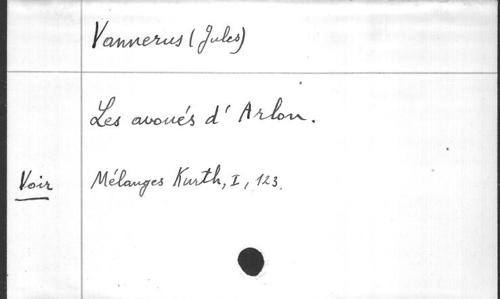 Vannerus (Jules)
Les avoués d' Arlon.
Voir Mélanges Kurth, I, 123.